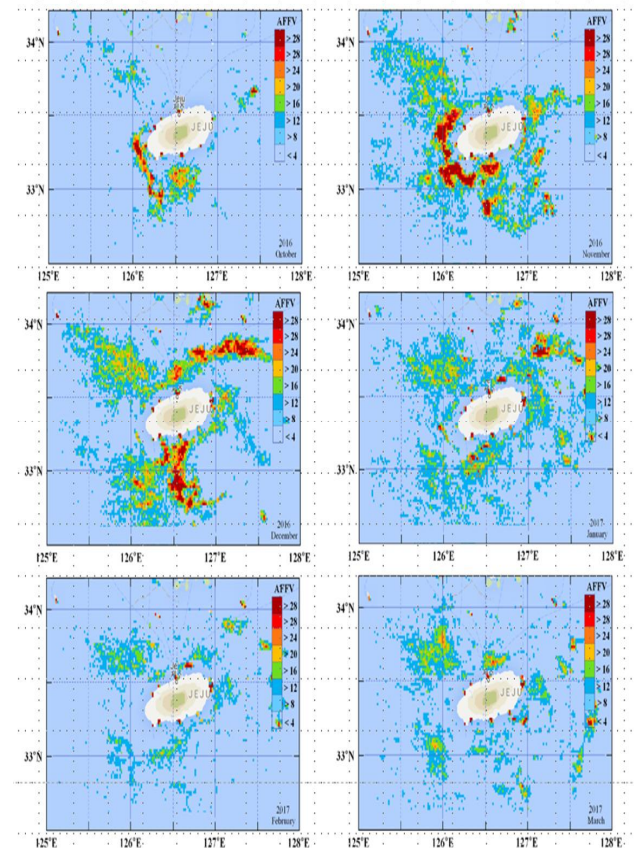 AFFV
34°N
> 28
> 28
> 24
> 20
> 16
> 12
> 8
< 4
JEJU
33°N
2016
October
125°E 126°E 127°E 128°E
AFFV
34°N
> 28
> 28
> 24
> 20
> 16
> 12
> 8
< 4
JEJU
33°N
2016
November
125°E 126°E 127°E 128°E
AFFV
34°N
> 28
> 28
> 24
> 20
> 16
> 12
> 8
< 4
JEJU
33°N
2016
December
125°E 126°E 127°E 128°E
AFFV
34°N
> 28
> 28
> 24
> 20
> 16
> 12
> 8
< 4
JEJU
33°N
2017
January
125°E 126°E 127°E 128°E
AFFV
34°N
> 28
> 28
> 24
> 20
> 16
> 12
> 8
< 4
JEJU
33°N
2017
February
125°E 126°E 127°E 128°E
AFFV
34°N
> 28
> 28
> 24
> 20
> 16
> 12
> 8
< 4
JEJU
33°N
2017
March
125°E 126°E 127°E 128°E